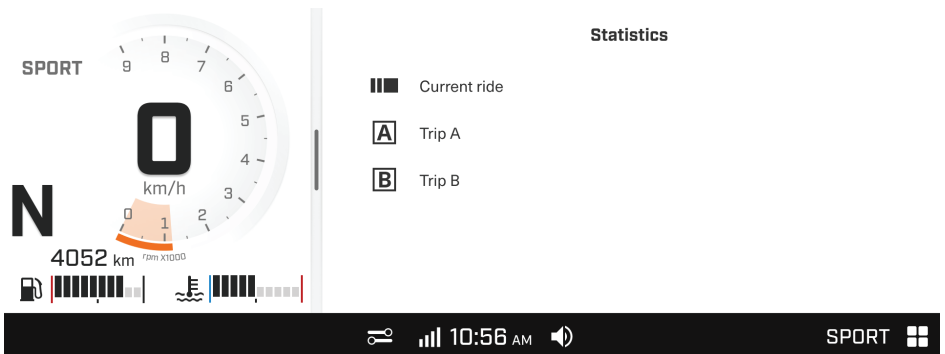 Statistics
SPORT
9 8 7 6 5 4 3 2 1 0
0
km/h
N
rpm X1000
4052 km
Current ride
A Trip A
B Trip B
10:56 AM
SPORT